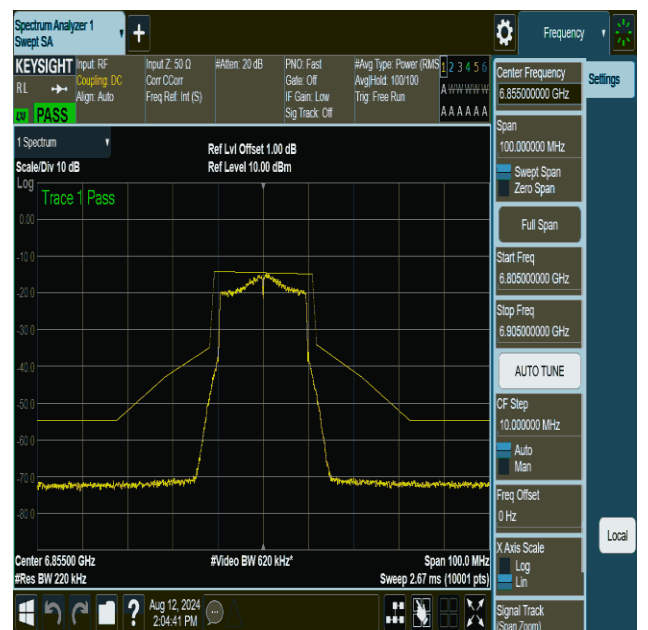 Spectrum Analyzer 1
Swept SA
+
Frequency
KEYSIGHT
RL
Input: RF
Coupling: DC
Align: Auto
Input Z: 50 Ω
Corr CCorr
Freq Ref: Int (S)
#Atten: 20 dB
PNO: Fast
Gate: Off
IF Gain: Low
Sig Track: Off
#Avg Type: Power (RMS
Avg|Hold: 100/100
Trig: Free Run
1 2 3 4 5 6
A W W W W W
A A A A A A
PASS
1 Spectrum
Scale/Div 10 dB
Ref Lvl Offset 1.00 dB
Ref Level 10.00 dBm
Log
Trace 1 Pass
0.00
-10.0
-20.0
-30.0
-40.0
-50.0
-60.0
-70.0
-80.0
Center 6.85500 GHz
#Res BW 220 kHz
#Video BW 620 kHz*
Span 100.0 MHz
Sweep 2.67 ms (10001 pts)
Aug 12, 2024
2:04:41 PM
?
Center Frequency
6.855000000 GHz
Settings
Span
100.000000 MHz
Swept Span
Zero Span
Full Span
Start Freq
6.805000000 GHz
Stop Freq
6.905000000 GHz
AUTO TUNE
CF Step
10.000000 MHz
Auto
Man
Freq Offset
0 Hz
X Axis Scale
Log
Lin
Local
Signal Track
(Span Zoom)